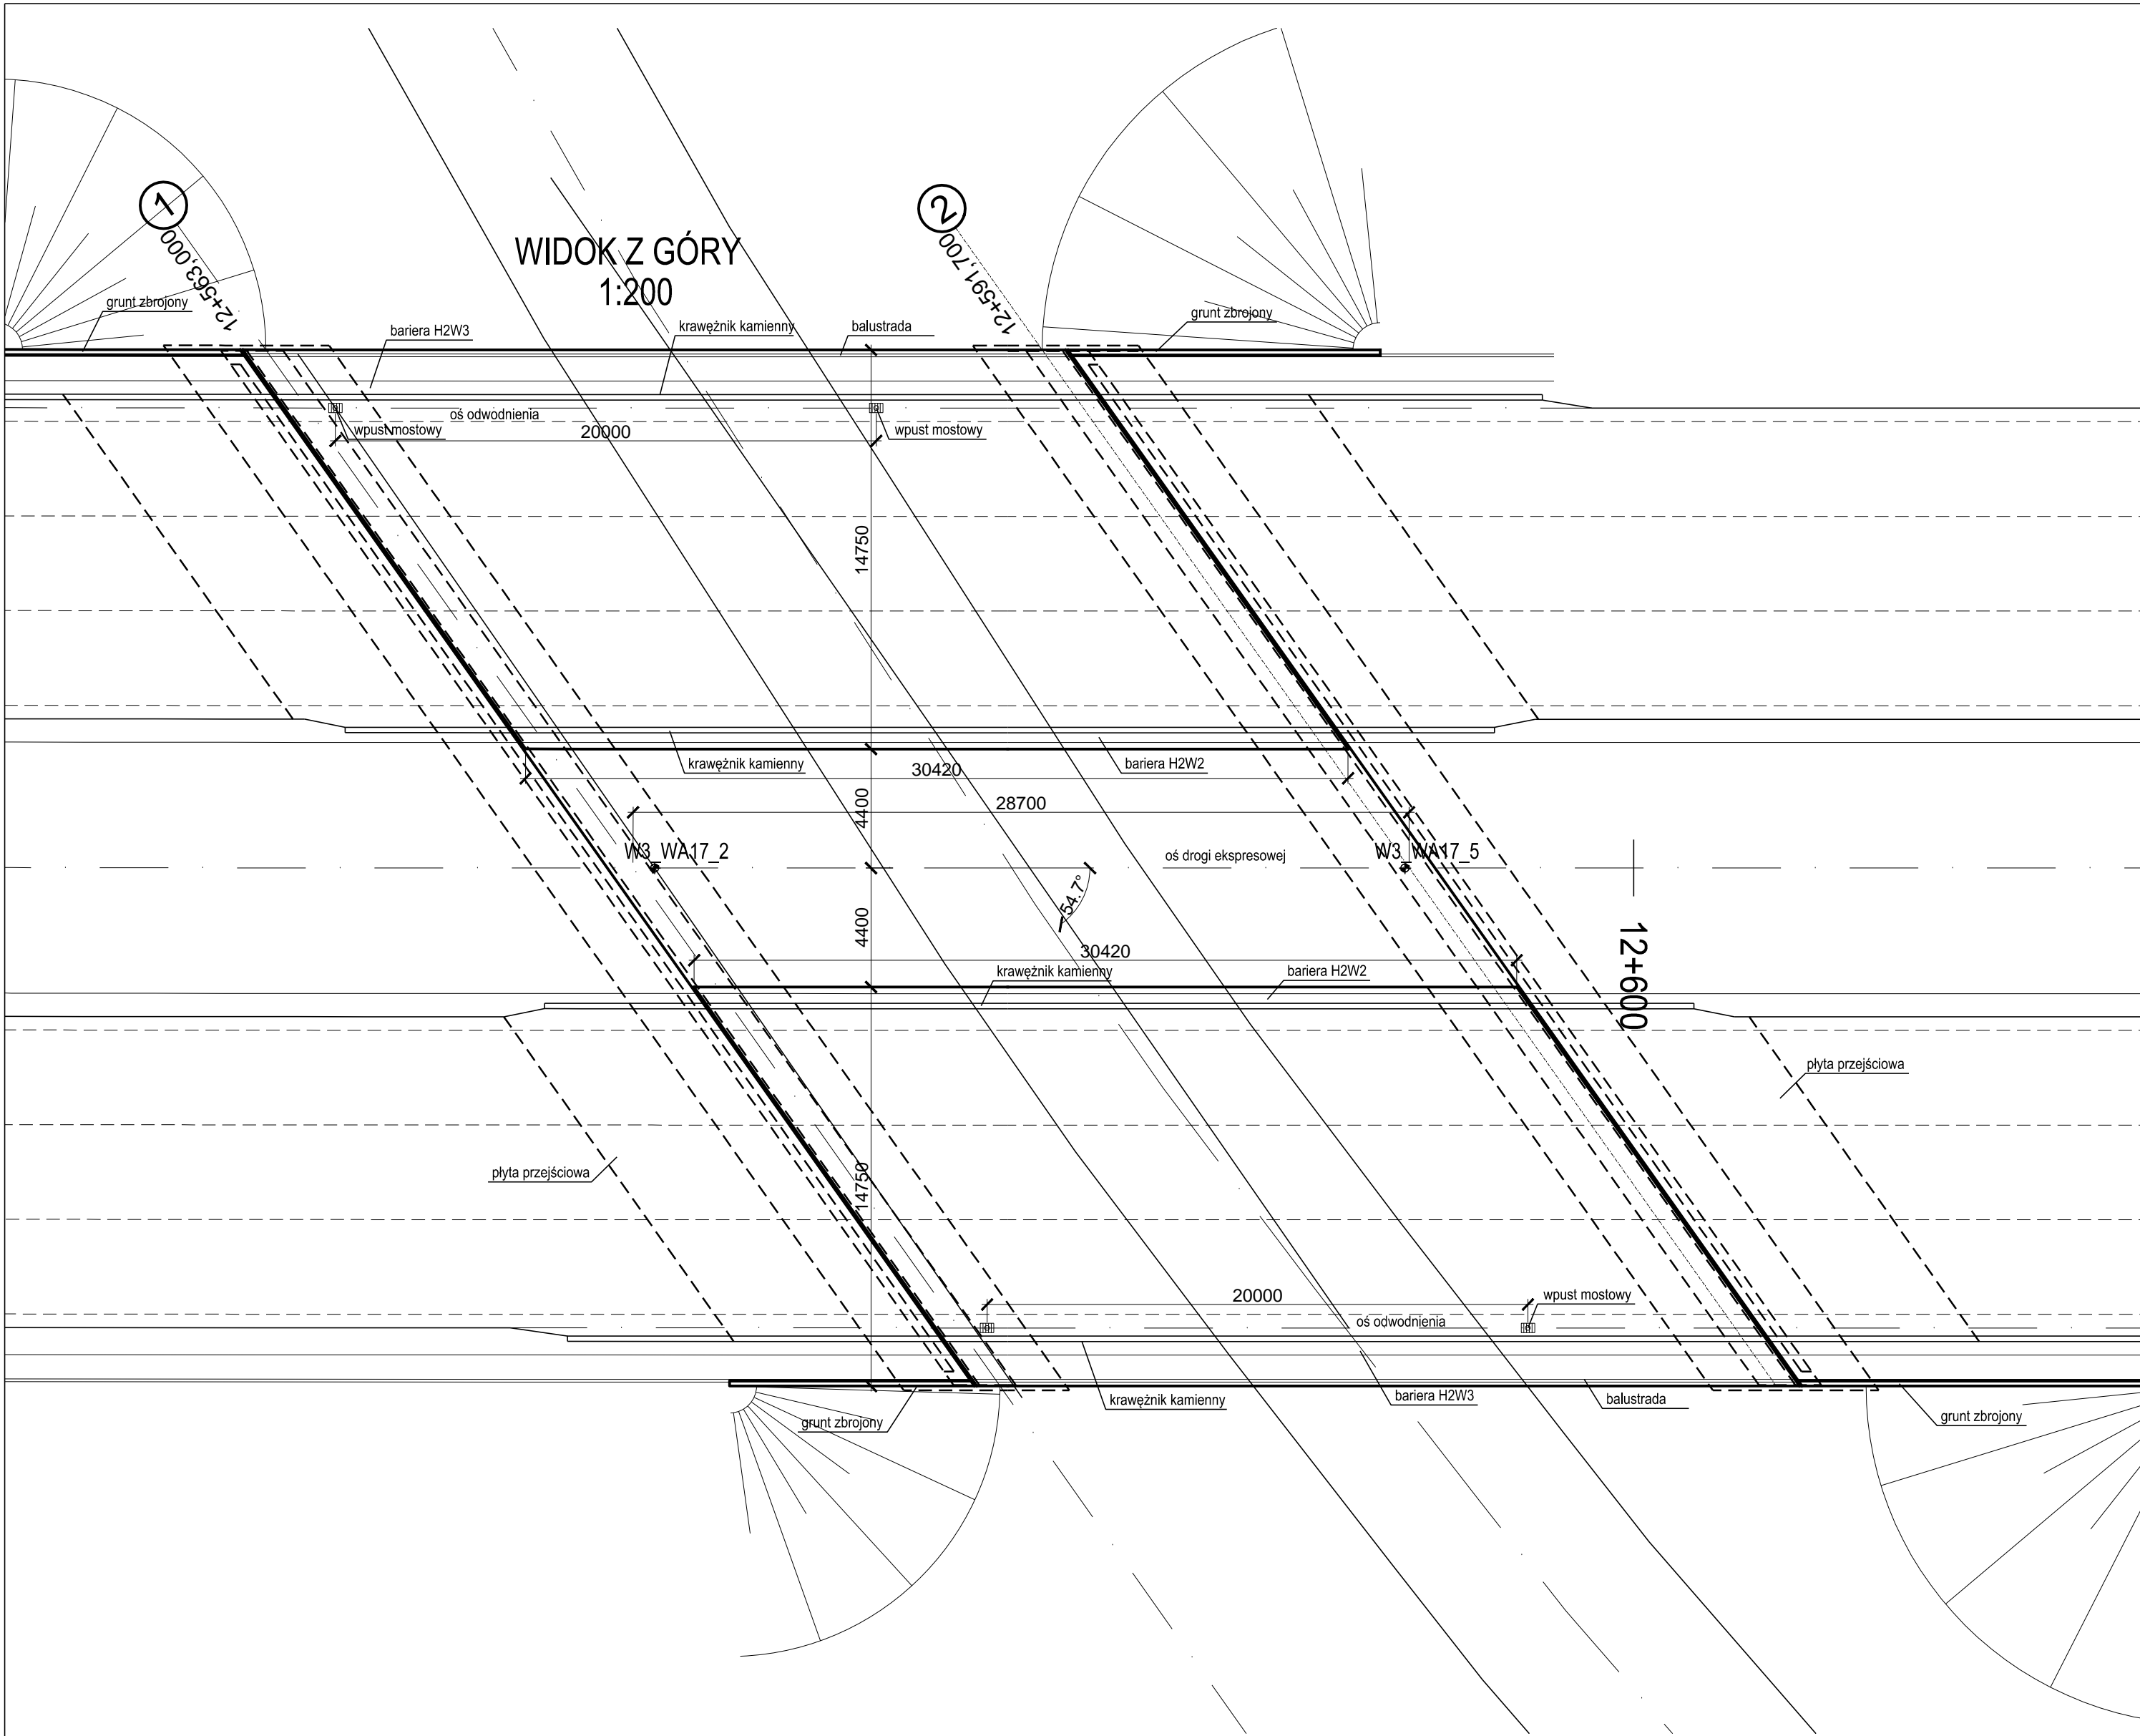 1
12+563,000
WIDOK Z GÓRY
1:200
2
12+591,700
grunt zbrojony
bariera H2W3
krawężnik kamienny
balustrada
grunt zbrojony
oś odwodnienia
wpust mostowy
20000
wpust mostowy
14750
krawężnik kamienny
30420
bariera H2W2
28700
4400
W3_WA17_2
oś drogi ekspresowej
W3_WA17_5
54.7°
4400
30420
krawężnik kamienny
bariera H2W2
12+600
płyta przejściowa
płyta przejściowa
14750
20000
wpust mostowy
oś odwodnienia
krawężnik kamienny
bariera H2W3
balustrada
grunt zbrojony
grunt zbrojony